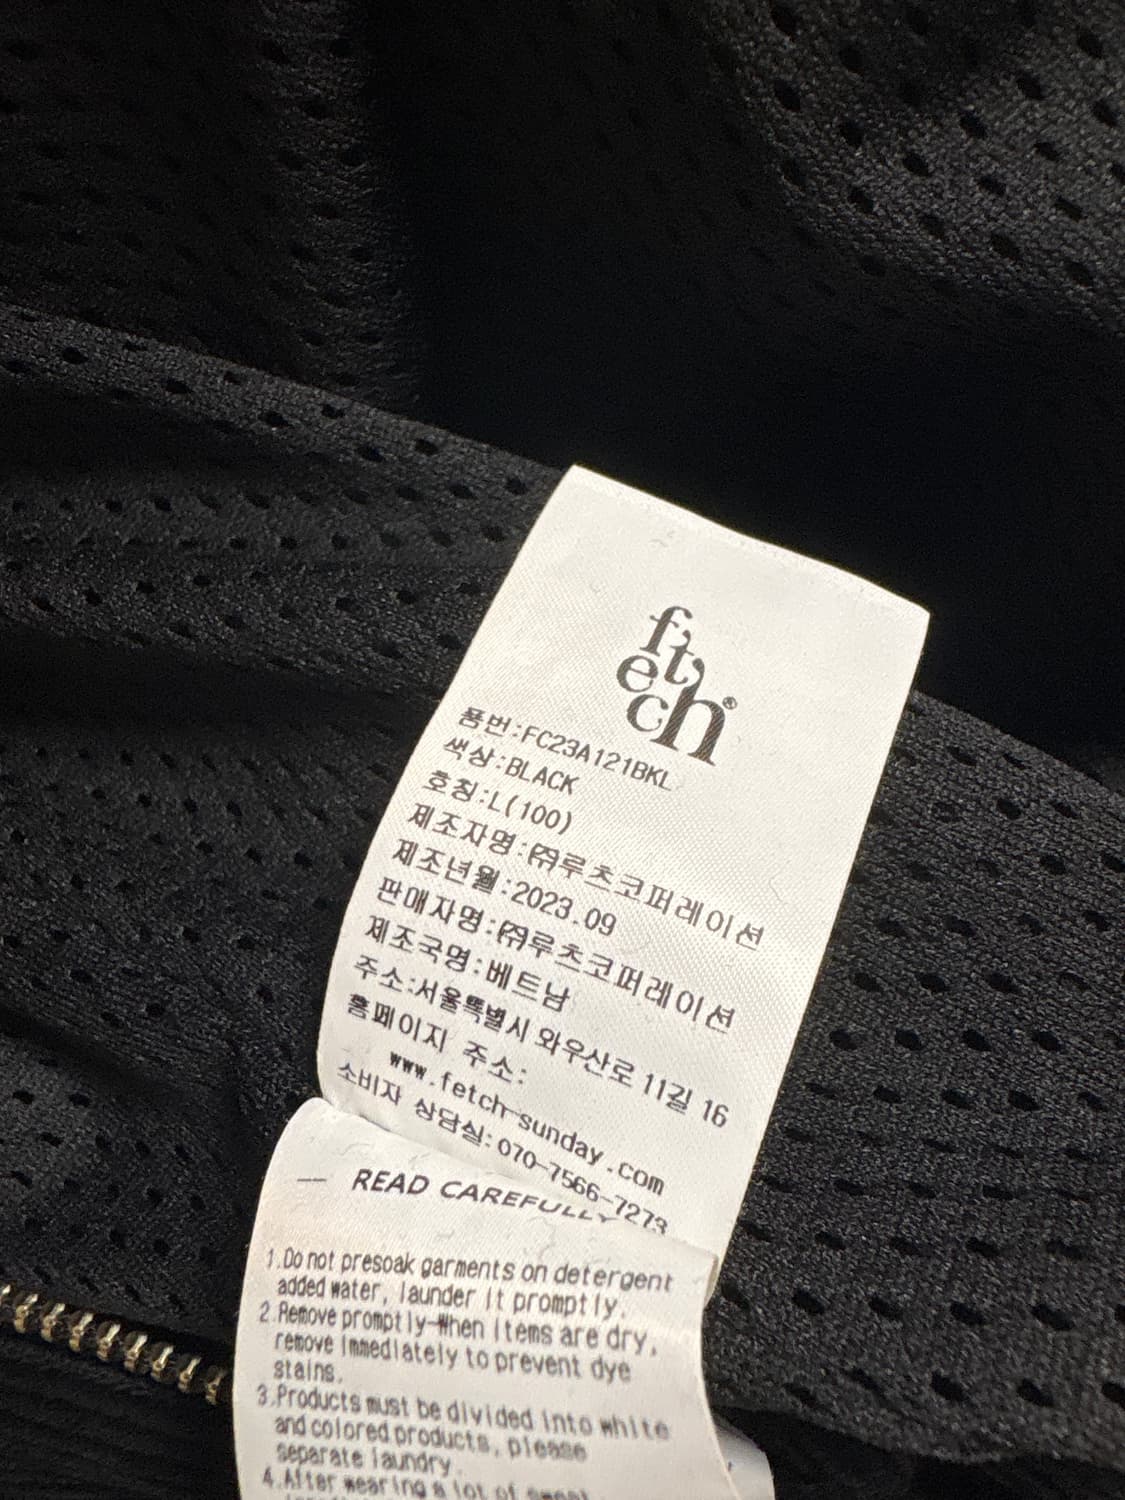 fetch®
품번:FC23A121BKL
색상:BLACK
호칭:L(100)
제조자명:㈜루츠코퍼레이션
제조년월:2023.09
판매자명:㈜루츠코퍼레이션
제조국명:베트남
주소:서울특별시 와우산로 11길 16
홈페이지 주소:
www.fetch-sunday.com
소비자 상담실:070-7566-7273
— READ CAREFULLY
1.Do not presoak garments on detergent
added water, launder it promptly.
2.Remove promptly-When items are dry,
remove immediately to prevent dye
stains.
3.Products must be divided into white
and colored products, please
separate laundry.
4.After wearing a lot of sweat